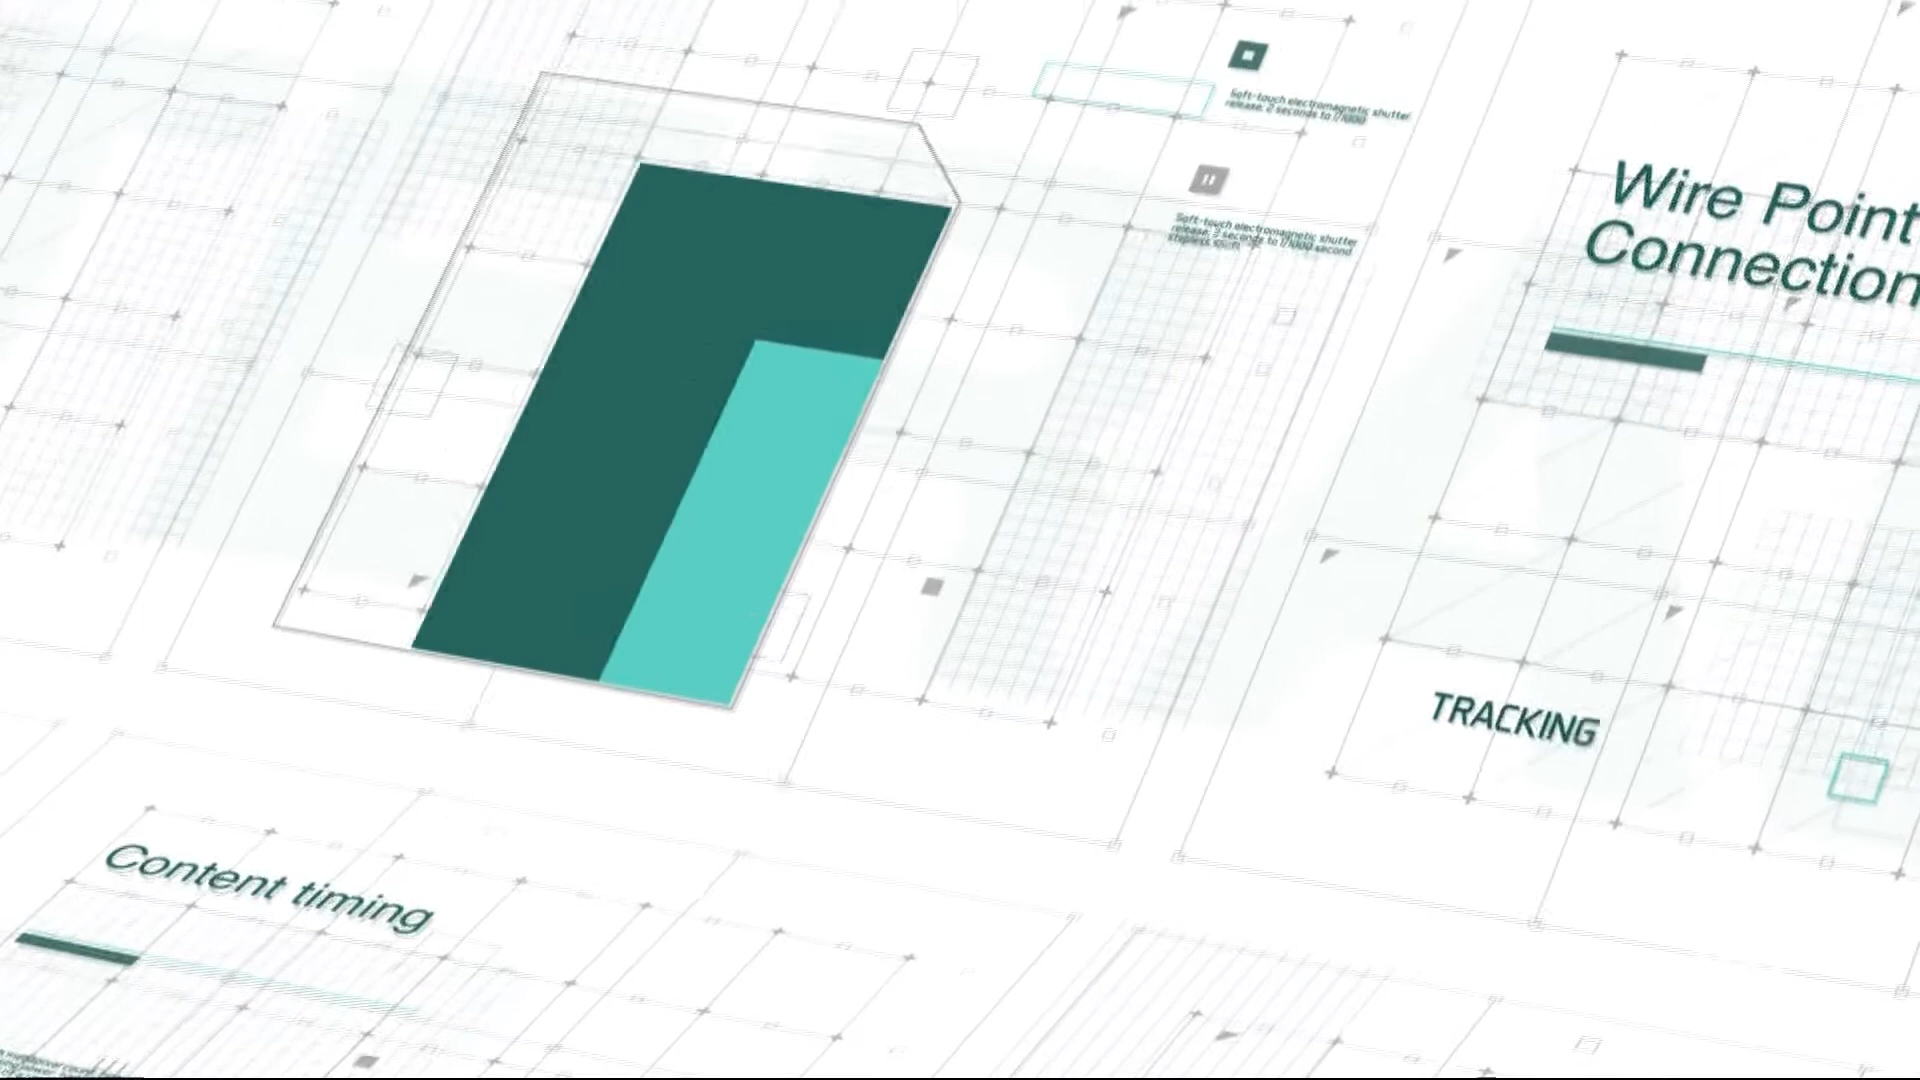 Soft-touch electromagnetic shutter
release, 2 seconds to 1/1000
Soft-touch electromagnetic shutter
release, 2 seconds to 1/1000 second
stepless
Wire Point
Connection
TRACKING
Content timing